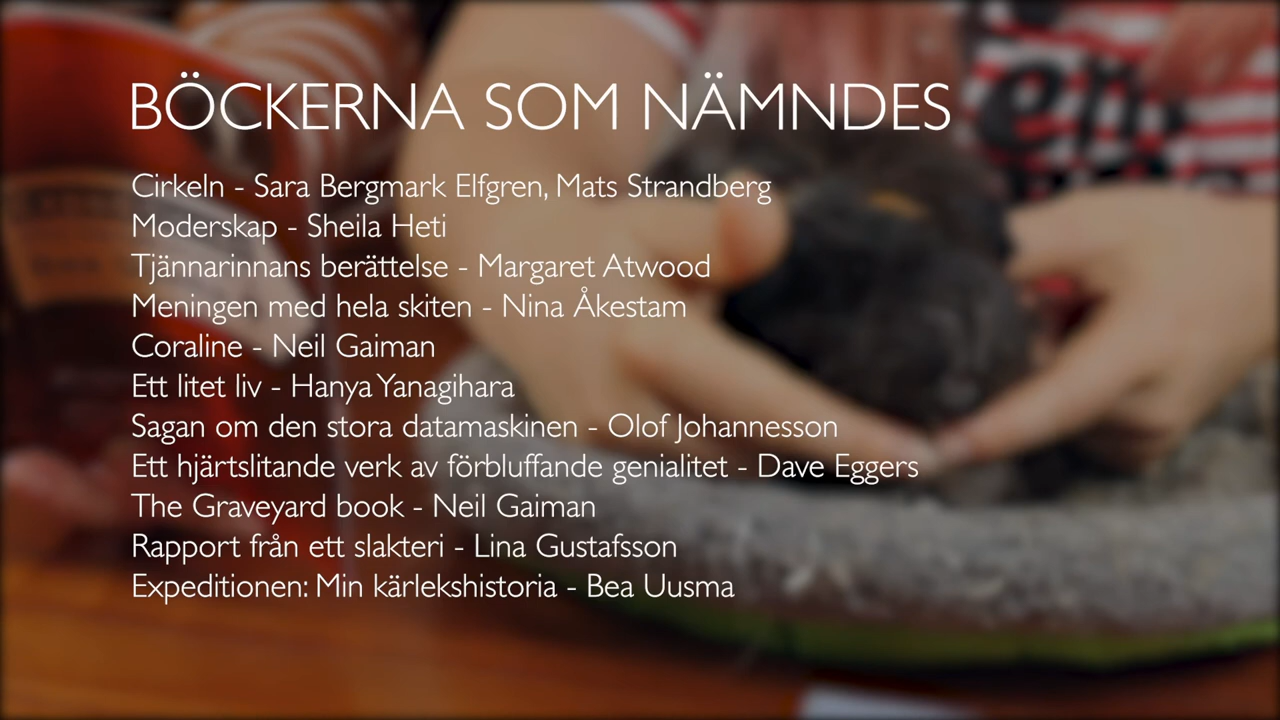 BÖCKERNA SOM NÄMNDES
Cirkeln - Sara Bergmark Elfgren, Mats Strandberg
Moderskap - Sheila Heti
Tjännarinnans berättelse - Margaret Atwood
Meningen med hela skiten - Nina Åkestam
Coraline - Neil Gaiman
Ett litet liv - Hanya Yanagihara
Sagan om den stora datamaskinen - Olof Johannesson
Ett hjärtslitande verk av förbluffande genialitet - Dave Eggers
The Graveyard book - Neil Gaiman
Rapport från ett slakteri - Lina Gustafsson
Expeditionen: Min kärlekshistoria - Bea Uusma